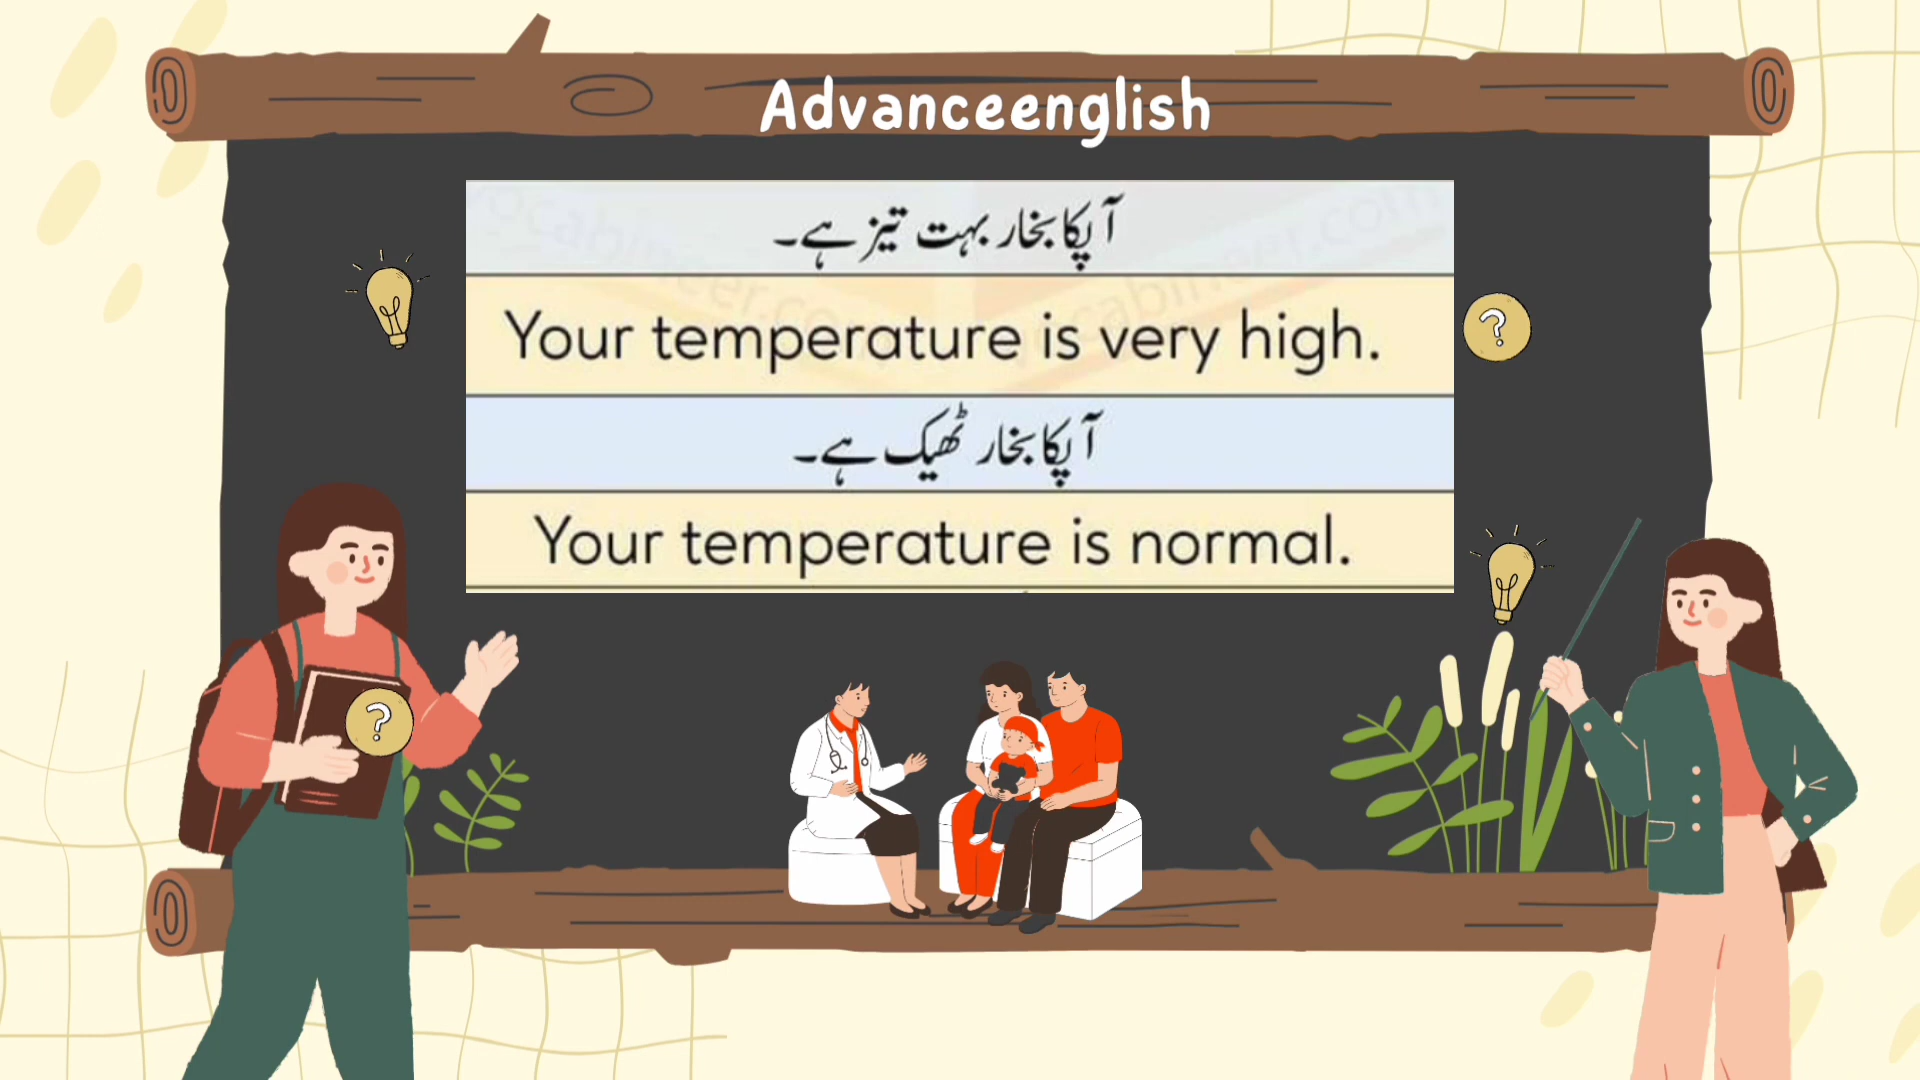 Advanceenglish
آپکا بخار بہت تیز ہے۔
Your temperature is very high.
آپکا بخار ٹھیک ہے۔
Your temperature is normal.
?
?